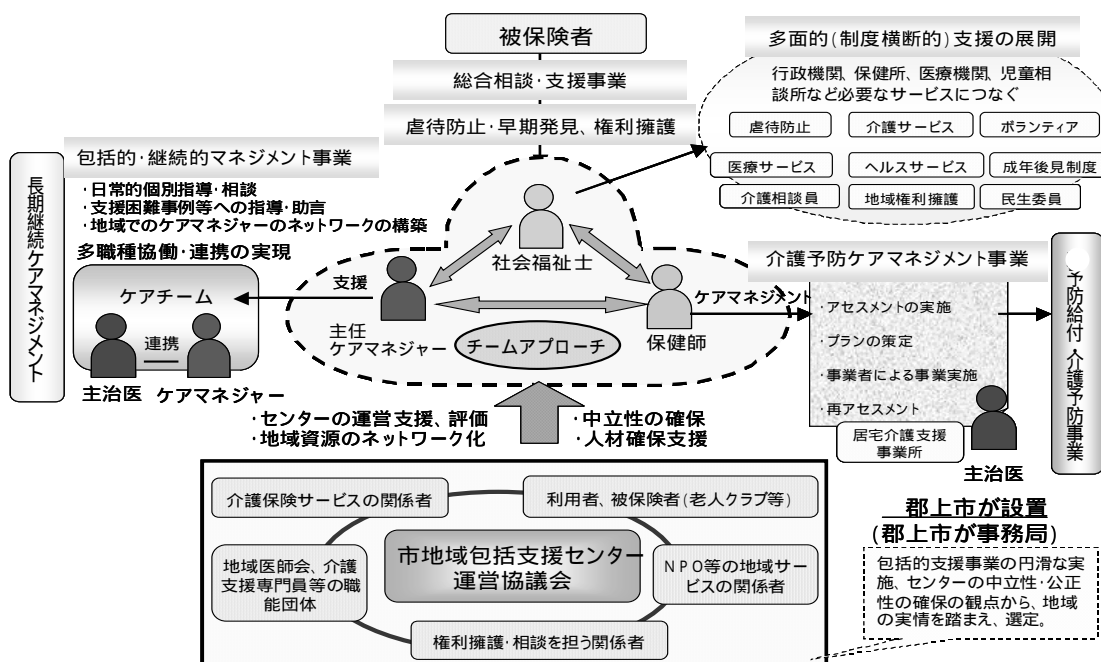 被保険者
総合相談・支援事業
虐待防止・早期発見、権利擁護
多面的(制度横断的)支援の展開
行政機関、保健所、医療機関、児童相
談所など必要なサービスにつなぐ
虐待防止
介護サービス
ボランティア
医療サービス
ヘルスサービス
成年後見制度
介護相談員
地域権利擁護
民生委員
長期継続ケアマネジメント
包括的・継続的マネジメント事業
・日常的個別指導・相談
・支援困難事例等への指導・助言
・地域でのケアマネジャーのネットワークの構築
多職種協働・連携の実現
ケアチーム
連携
主治医
ケアマネジャー
支援
社会福祉士
主任
ケアマネジャー
保健師
チームアプローチ
ケアマネジメント
介護予防ケアマネジメント事業
・アセスメントの実施
・プランの策定
・事業者による事業実施
・再アセスメント
居宅介護支援
事業所
主治医
予防給付・介護予防事業
・センターの運営支援、評価
・地域資源のネットワーク化
・中立性の確保
・人材確保支援
介護保険サービスの関係者
利用者、被保険者(老人クラブ等)
市地域包括支援センター
運営協議会
地域医師会、介護
支援専門員等の職
能団体
NPO等の地域サー
ビスの関係者
権利擁護・相談を担う関係者
郡上市が設置
(郡上市が事務局)
包括的支援事業の円滑な実
施、センターの中立性・公正
性の確保の観点から、地域
の実情を踏まえ、選定。